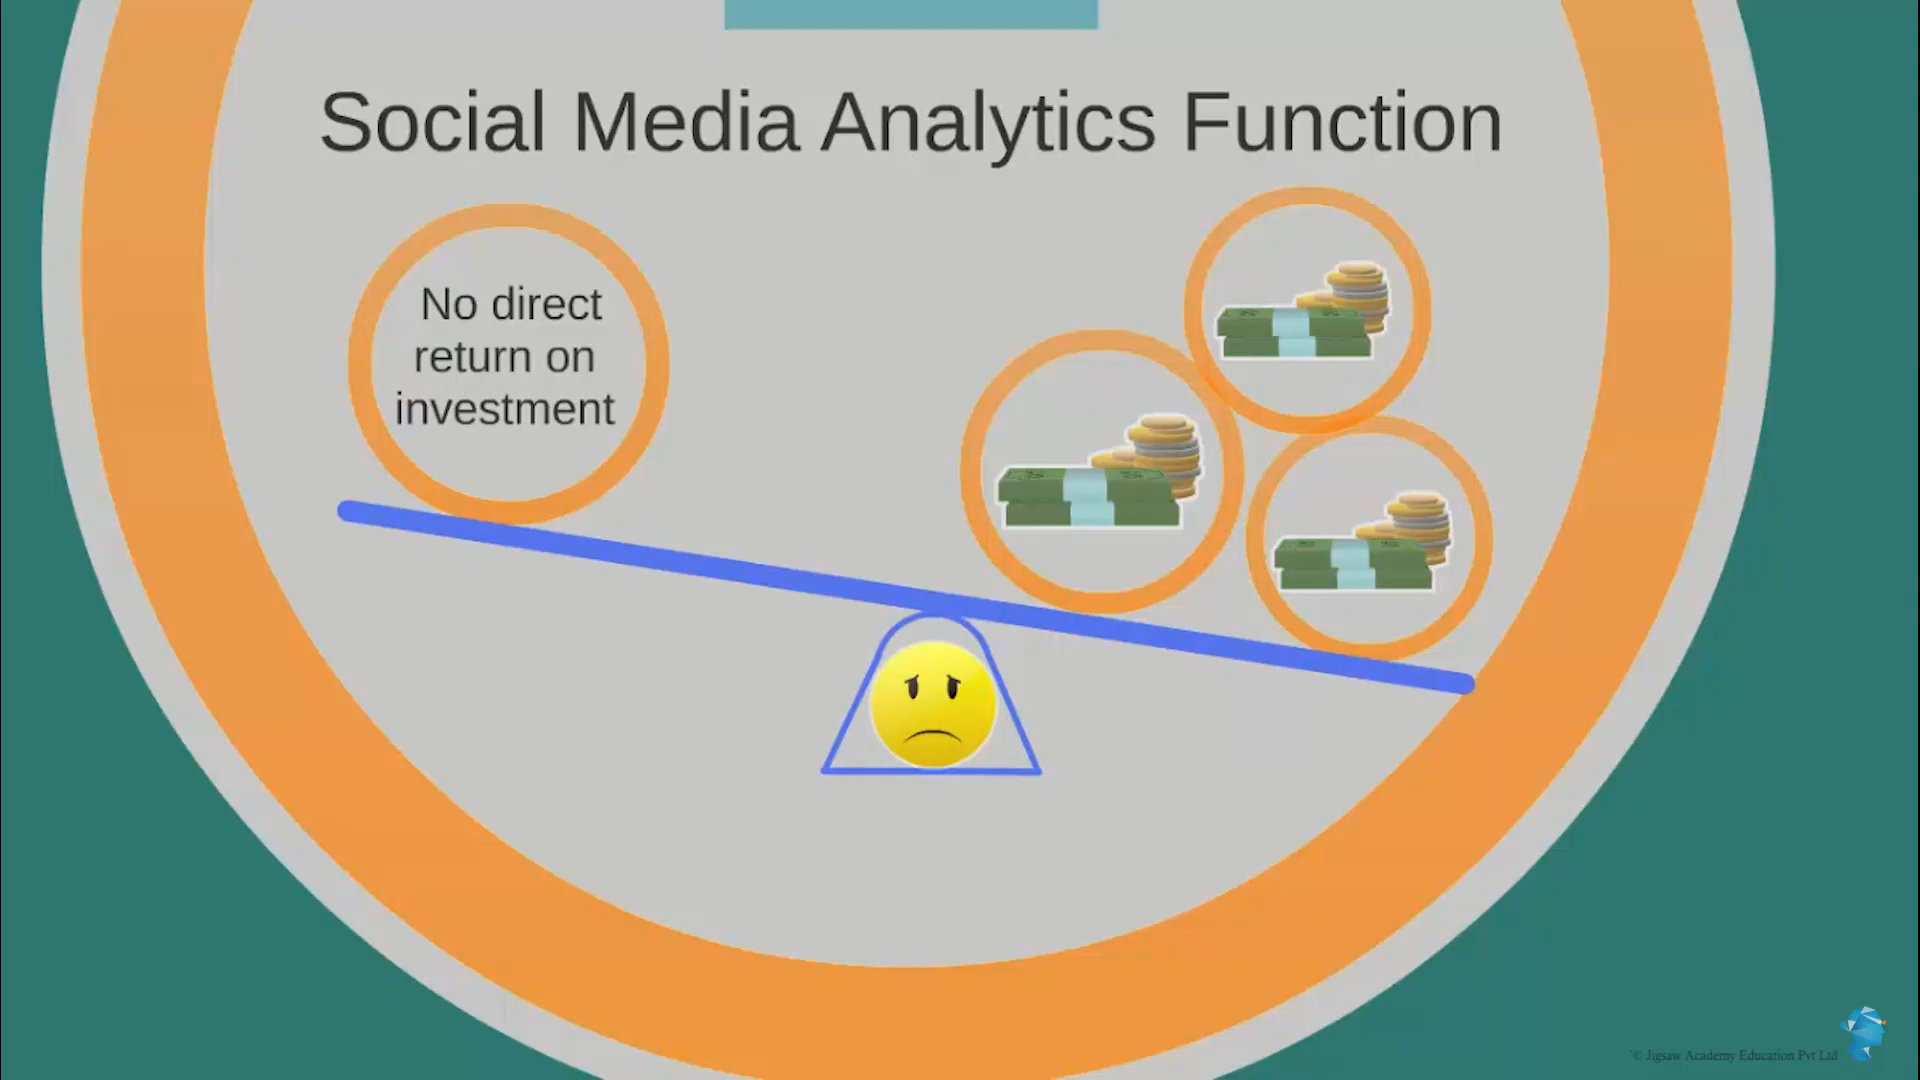 Social Media Analytics Function
No direct
return on
investment
© Jigsaw Academy Education Pvt Ltd